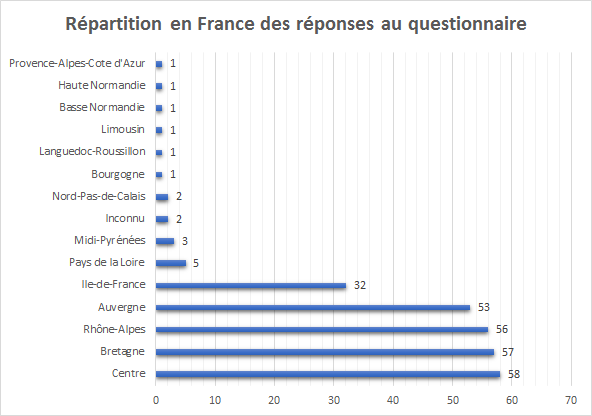 Répartition en France des réponses au questionnaire
Provence-Alpes-Cote d'Azur 1
Haute Normandie 1
Basse Normandie 1
Limousin 1
Languedoc-Roussillon 1
Bourgogne 1
Nord-Pas-de-Calais 2
Inconnu 2
Midi-Pyrénées 3
Pays de la Loire 5
Ile-de-France 32
Auvergne 53
Rhône-Alpes 56
Bretagne 57
Centre 58
0 10 20 30 40 50 60 70